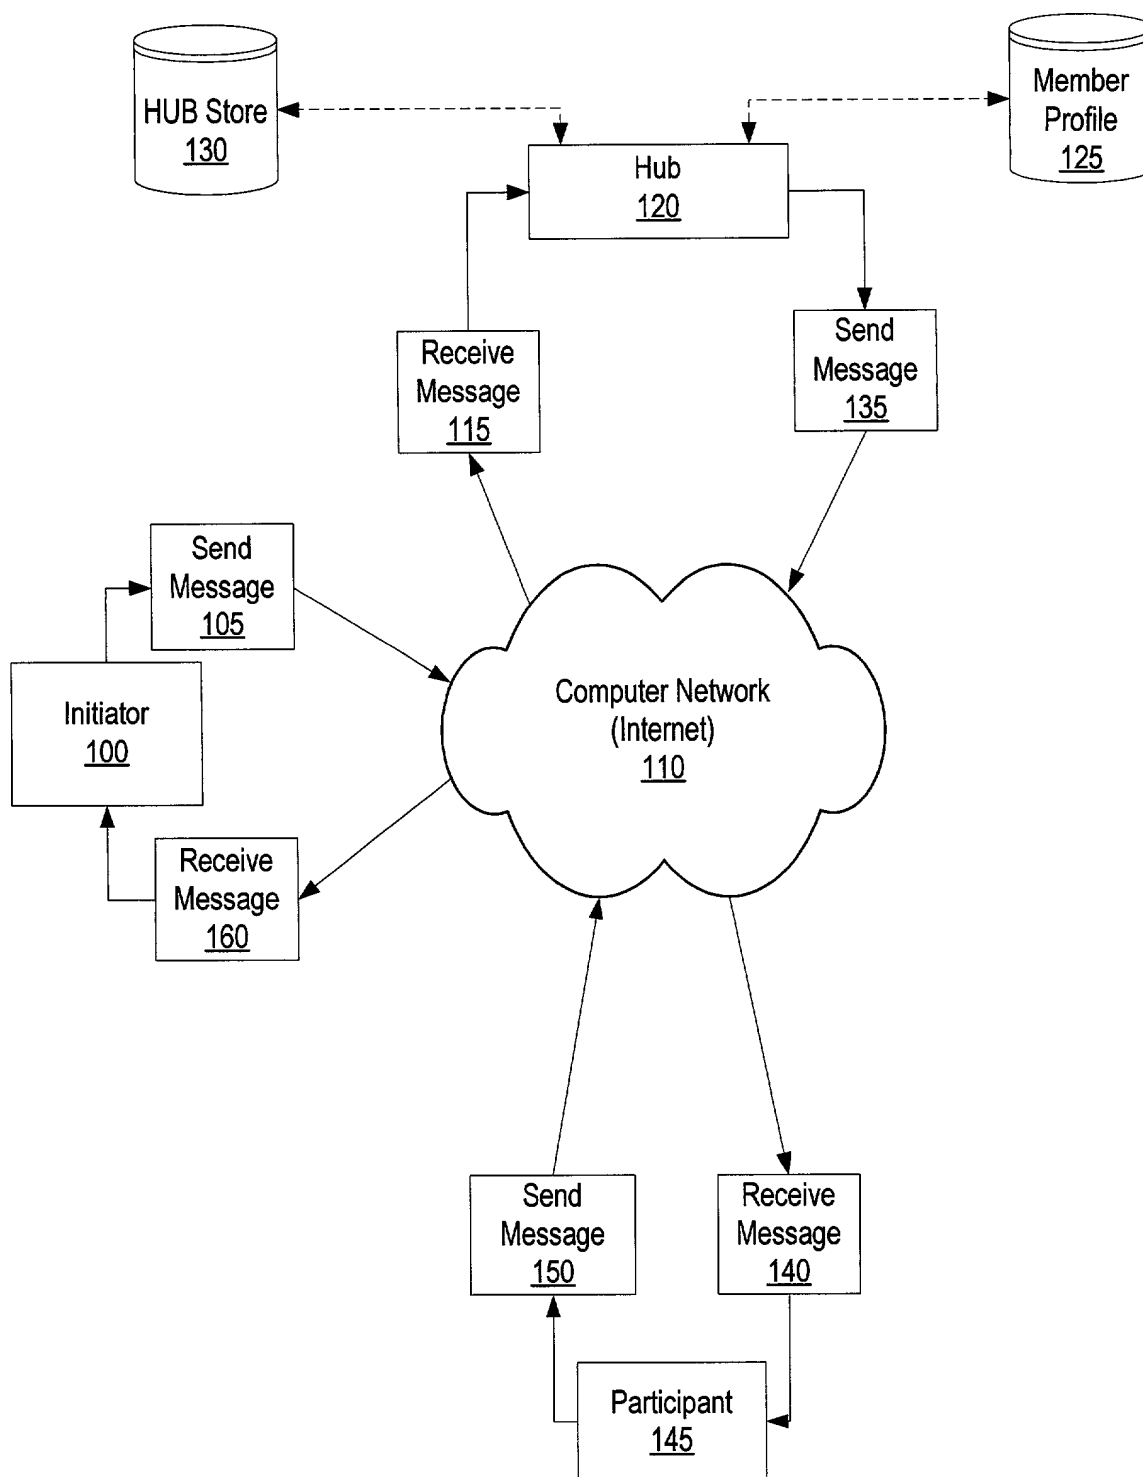 HUB Store
130
Member
Profile
125
Hub
120
Receive
Message
115
Send
Message
135
Send
Message
105
Initiator
100
Computer Network
(Internet)
110
Receive
Message
160
Send
Message
150
Receive
Message
140
Participant
145